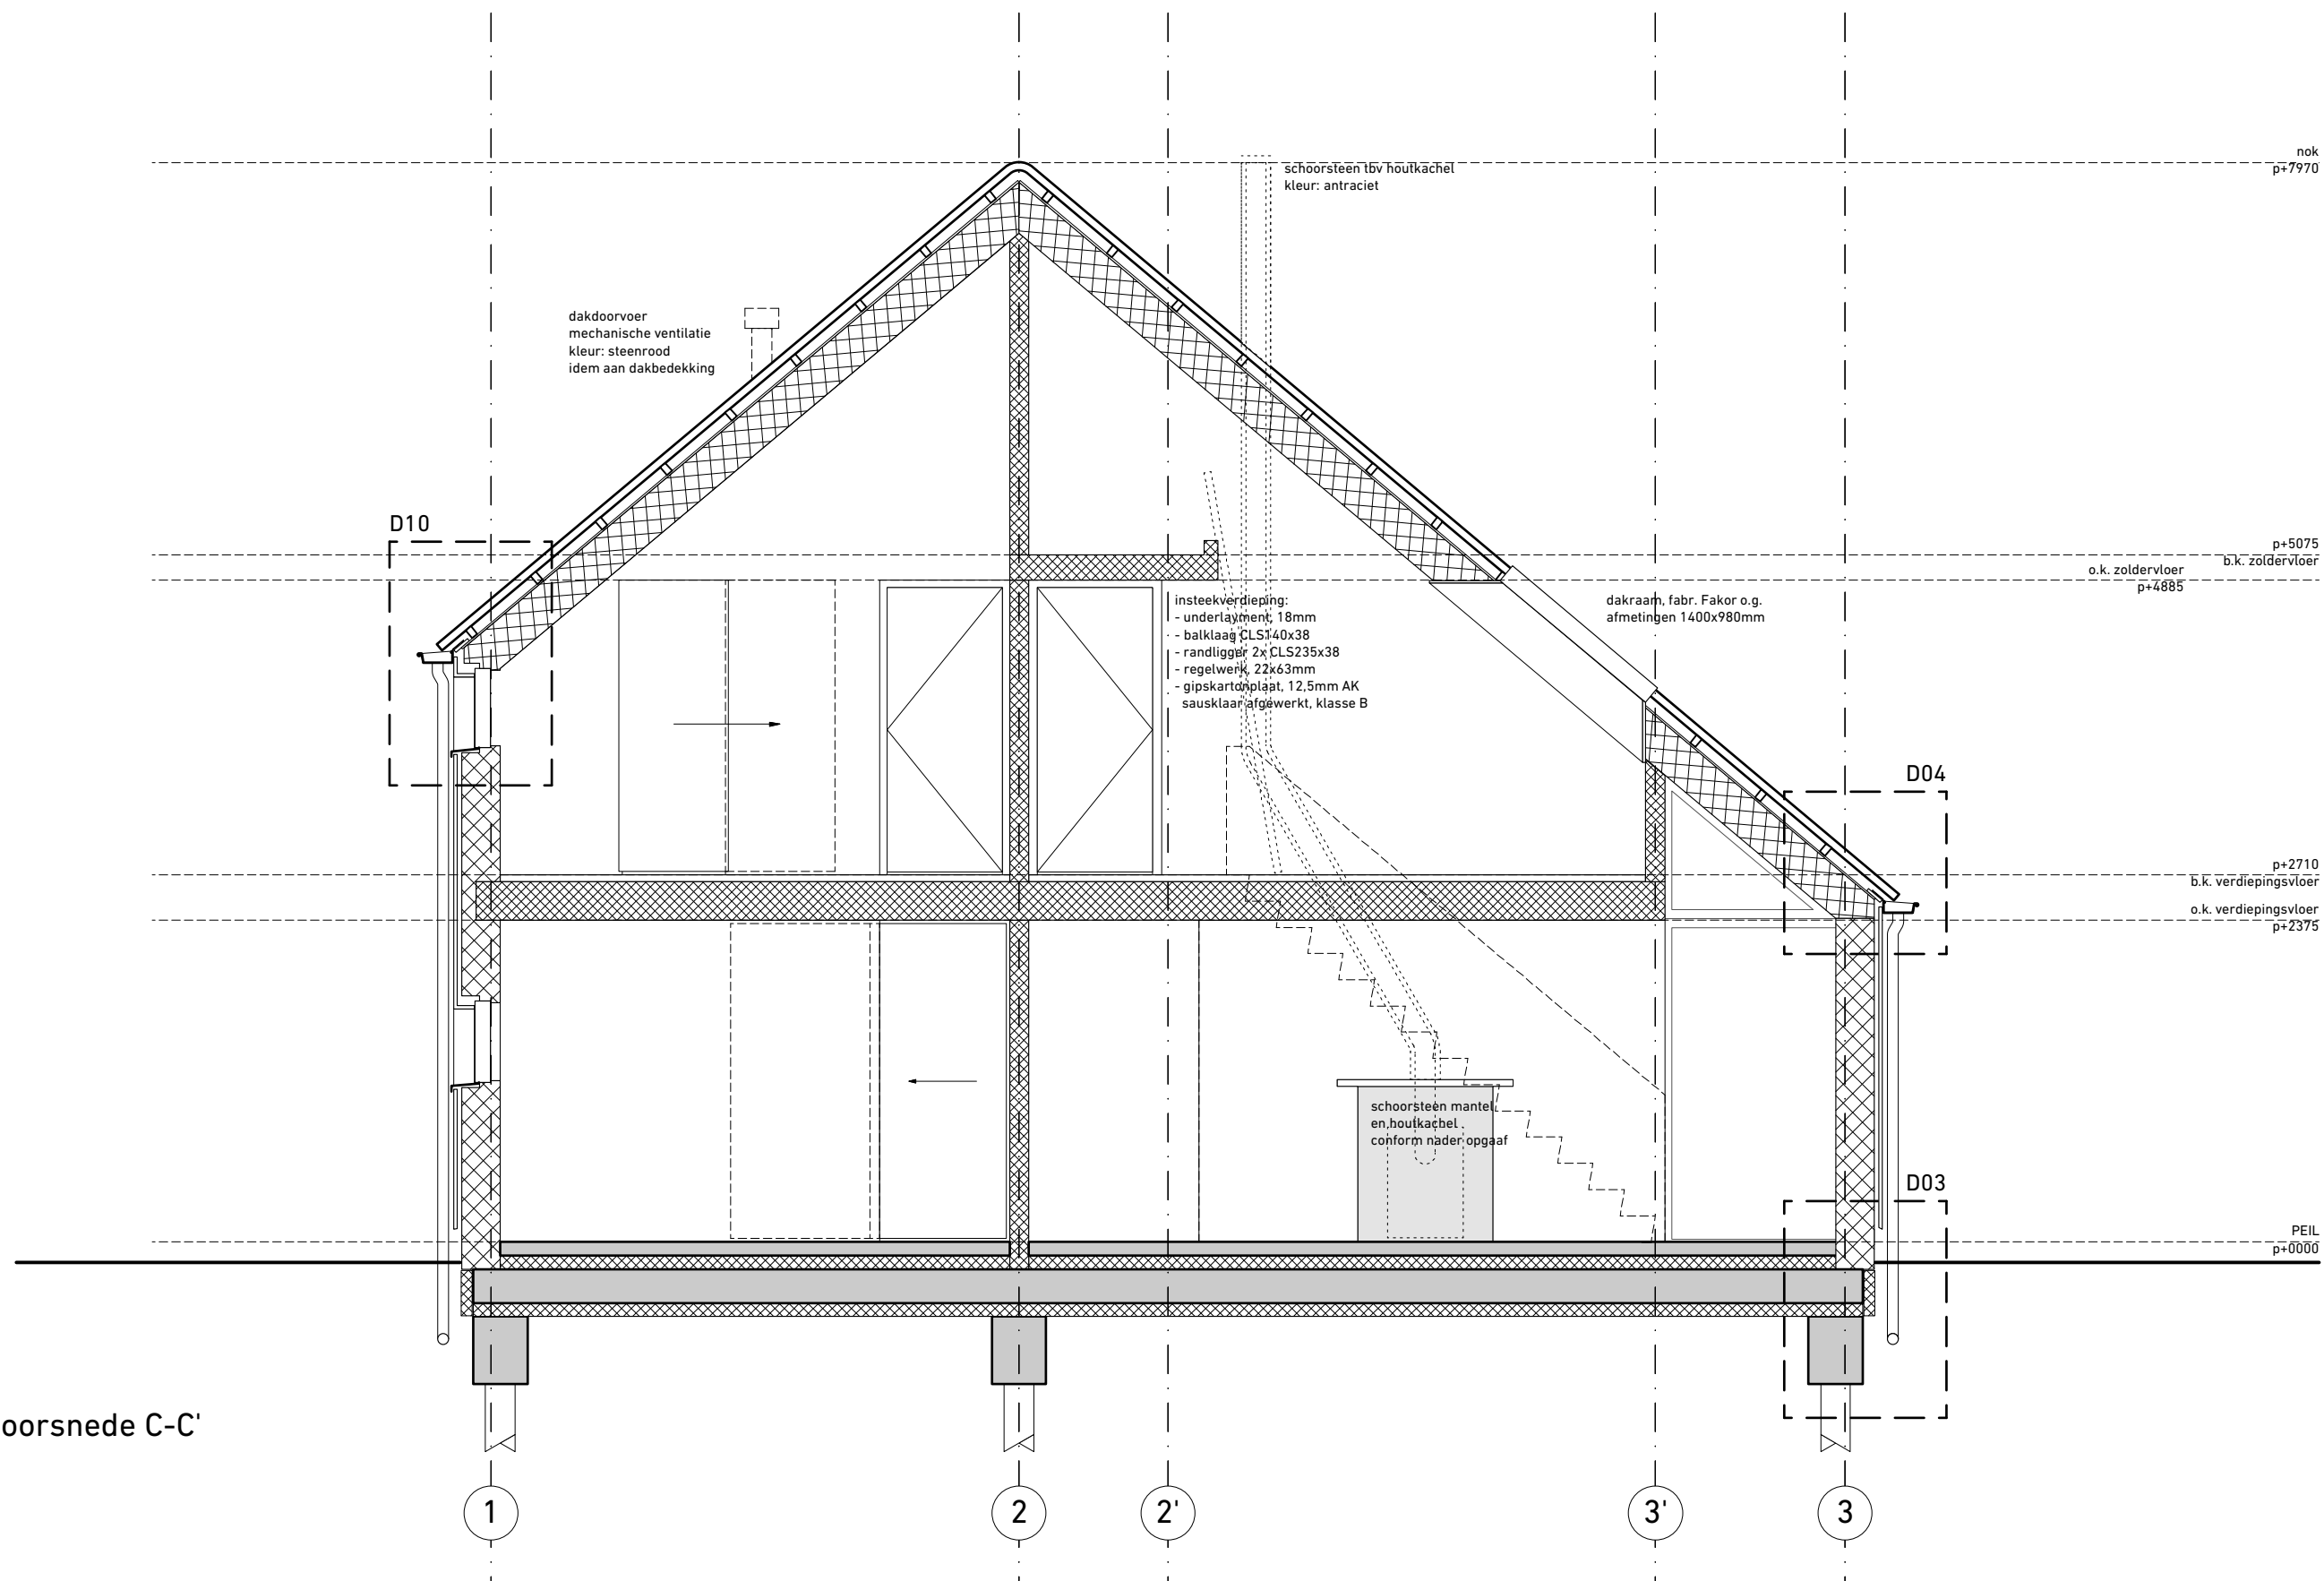 nok
p+7970
schoorsteen tbv houtkachel
kleur: antraciet
dakdoorvoer
mechanische ventilatie
kleur: steenrood
idem aan dakbedekking
D10
p+5075
b.k. zoldervloer
o.k. zoldervloer
p+4885
insteekverdieping:
- underlayment, 18mm
- balklaag CLS140x38
- randligger 2x CLS235x38
- regelwerk, 22x63mm
- gipskartonplaat, 12,5mm AK
sausklaar afgewerkt, klasse B
dakraam, fabr. Fakor o.g.
afmetingen 1400x980mm
D04
p+2710
b.k. verdiepingsvloer
o.k. verdiepingsvloer
p+2375
schoorsteen mantel
en houtkachel
conform nader opgaaf
D03
PEIL
p+0000
oorsnede C-C'
1
2
2'
3'
3